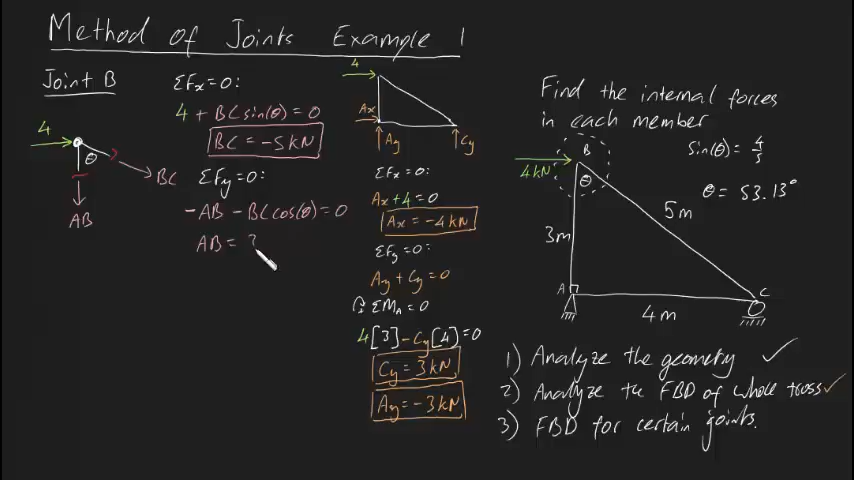 Method of Joints Example 1
Joint B
4
θ
BC
AB
ΣFx=0:
4 + BC sin(θ) = 0
BC = -5kN
ΣFy=0:
-AB - BC cos(θ) = 0
AB = 3
4
Ax
Ay
Cy
ΣFx=0:
Ax+4=0
Ax = -4kN
ΣFy=0:
Ay + Cy = 0
ΣMA=0
4[3] - Cy[4] = 0
Cy = 3kN
Ay = -3kN
Find the internal forces
in each member
sin(θ) = 4/5
θ = 53.13°
4kN
B
θ
5m
3m
A
C
4m
1) Analyze the geometry ✓
2) Analyze the FBD of whole truss ✓
3) FBD for certain joints.